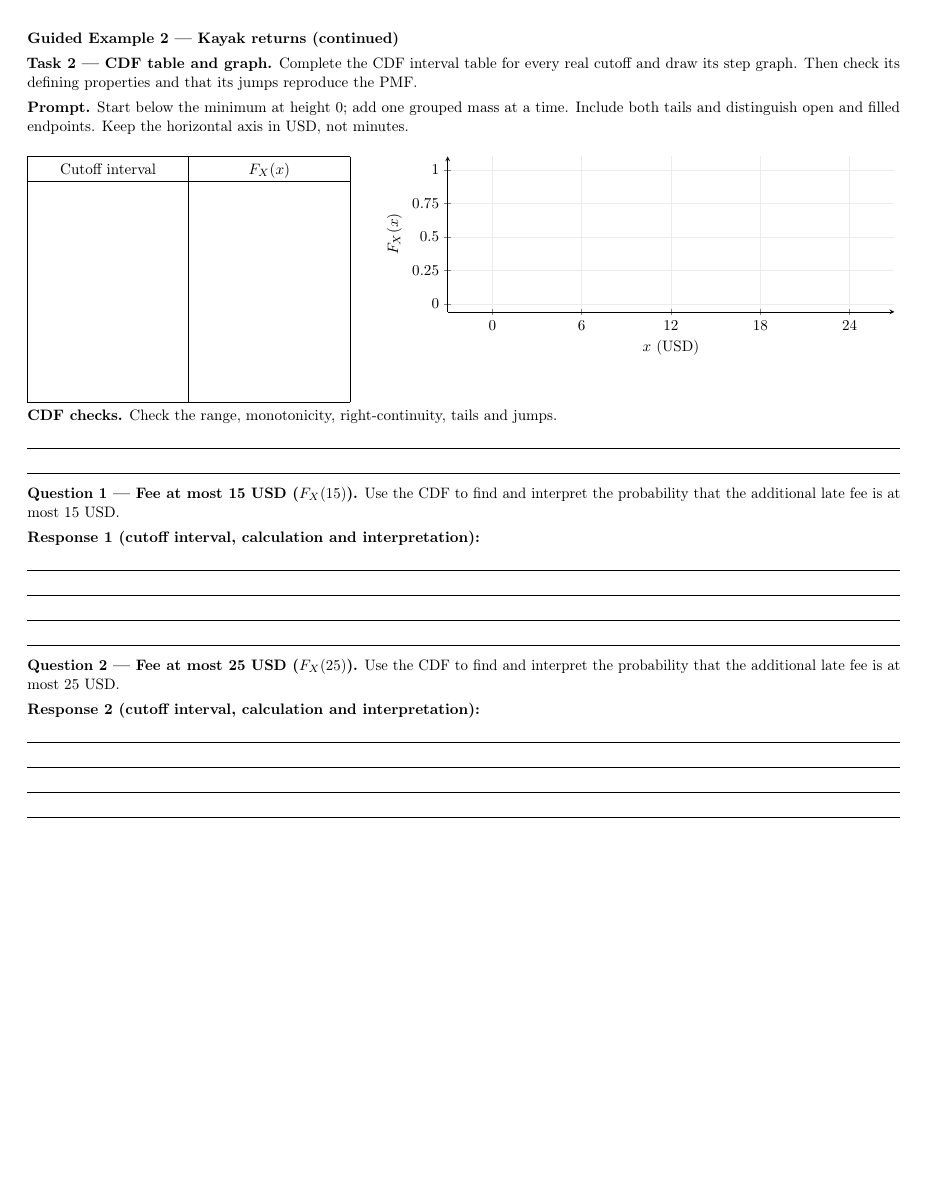 Guided Example 2 — Kayak returns (continued)
Task 2 — CDF table and graph. Complete the CDF interval table for every real cutoff and draw its step graph. Then check its
defining properties and that its jumps reproduce the PMF.
Prompt. Start below the minimum at height 0; add one grouped mass at a time. Include both tails and distinguish open and filled
endpoints. Keep the horizontal axis in USD, not minutes.
Cutoff interval
F_X(x)
F_X(x)
1
0.75
0.5
0.25
0
0
6
12
18
24
x (USD)
CDF checks. Check the range, monotonicity, right-continuity, tails and jumps.
Question 1 — Fee at most 15 USD (F_X(15)). Use the CDF to find and interpret the probability that the additional late fee is at
most 15 USD.
Response 1 (cutoff interval, calculation and interpretation):
Question 2 — Fee at most 25 USD (F_X(25)). Use the CDF to find and interpret the probability that the additional late fee is at
most 25 USD.
Response 2 (cutoff interval, calculation and interpretation):